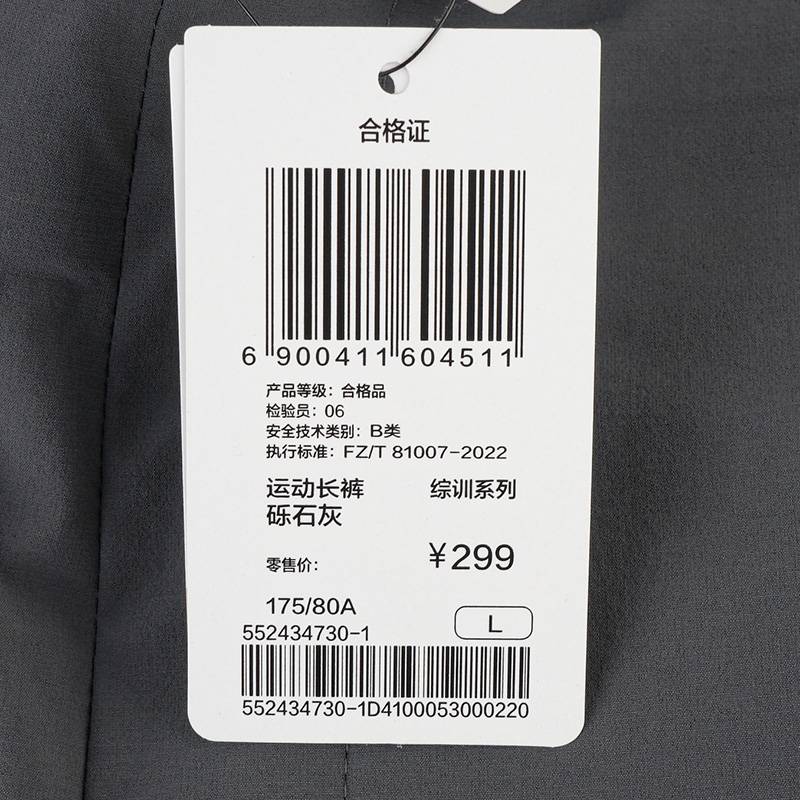 合格证
6 900411 604511
产品等级：合格品
检验员：06
安全技术类别：B类
执行标准：FZ/T 81007-2022
运动长裤 综训系列
砾石灰
零售价： ¥299
175/80A
552434730-1 L
552434730-1D4100053000220